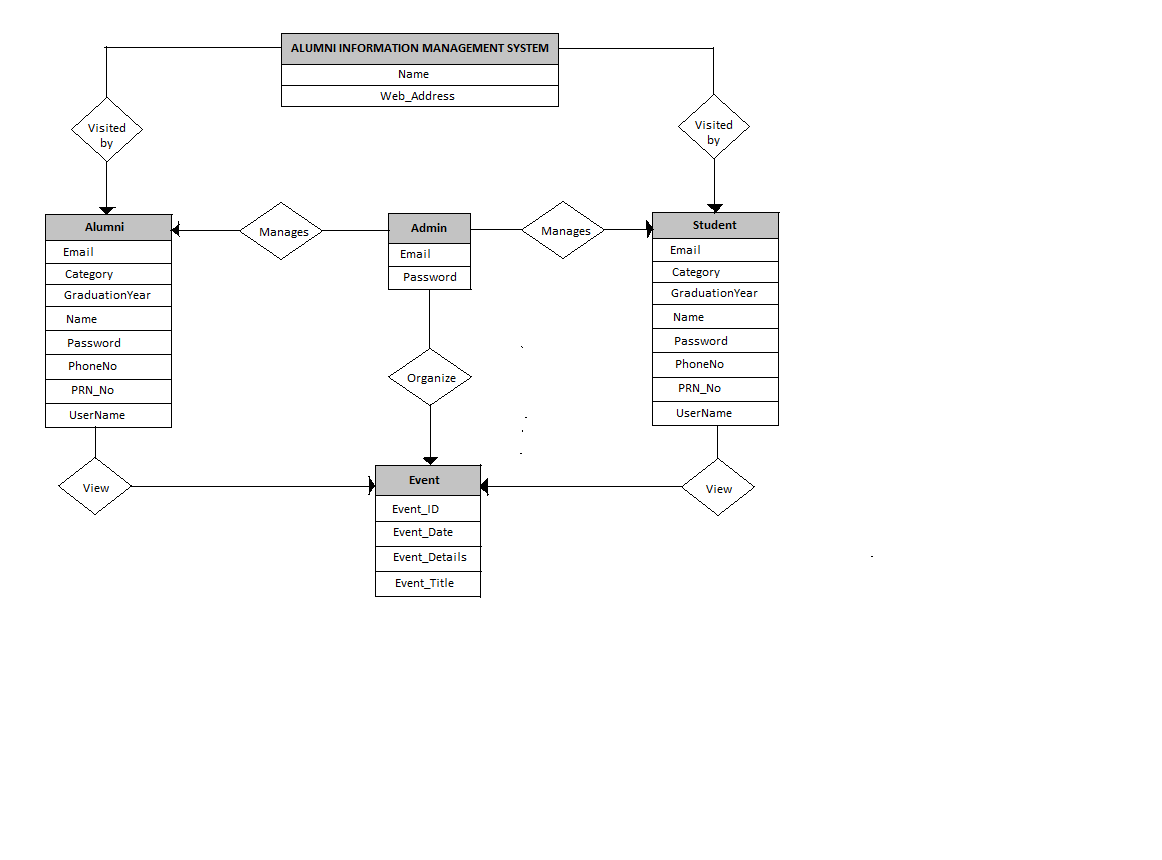 ALUMNI INFORMATION MANAGEMENT SYSTEM
Name
Web_Address
Visited
by
Visited
by
Alumni
Email
Category
GraduationYear
Name
Password
PhoneNo
PRN_No
UserName
Manages
Admin
Email
Password
Manages
Student
Email
Category
GraduationYear
Name
Password
PhoneNo
PRN_No
UserName
Organize
View
Event
Event_ID
Event_Date
Event_Details
Event_Title
View